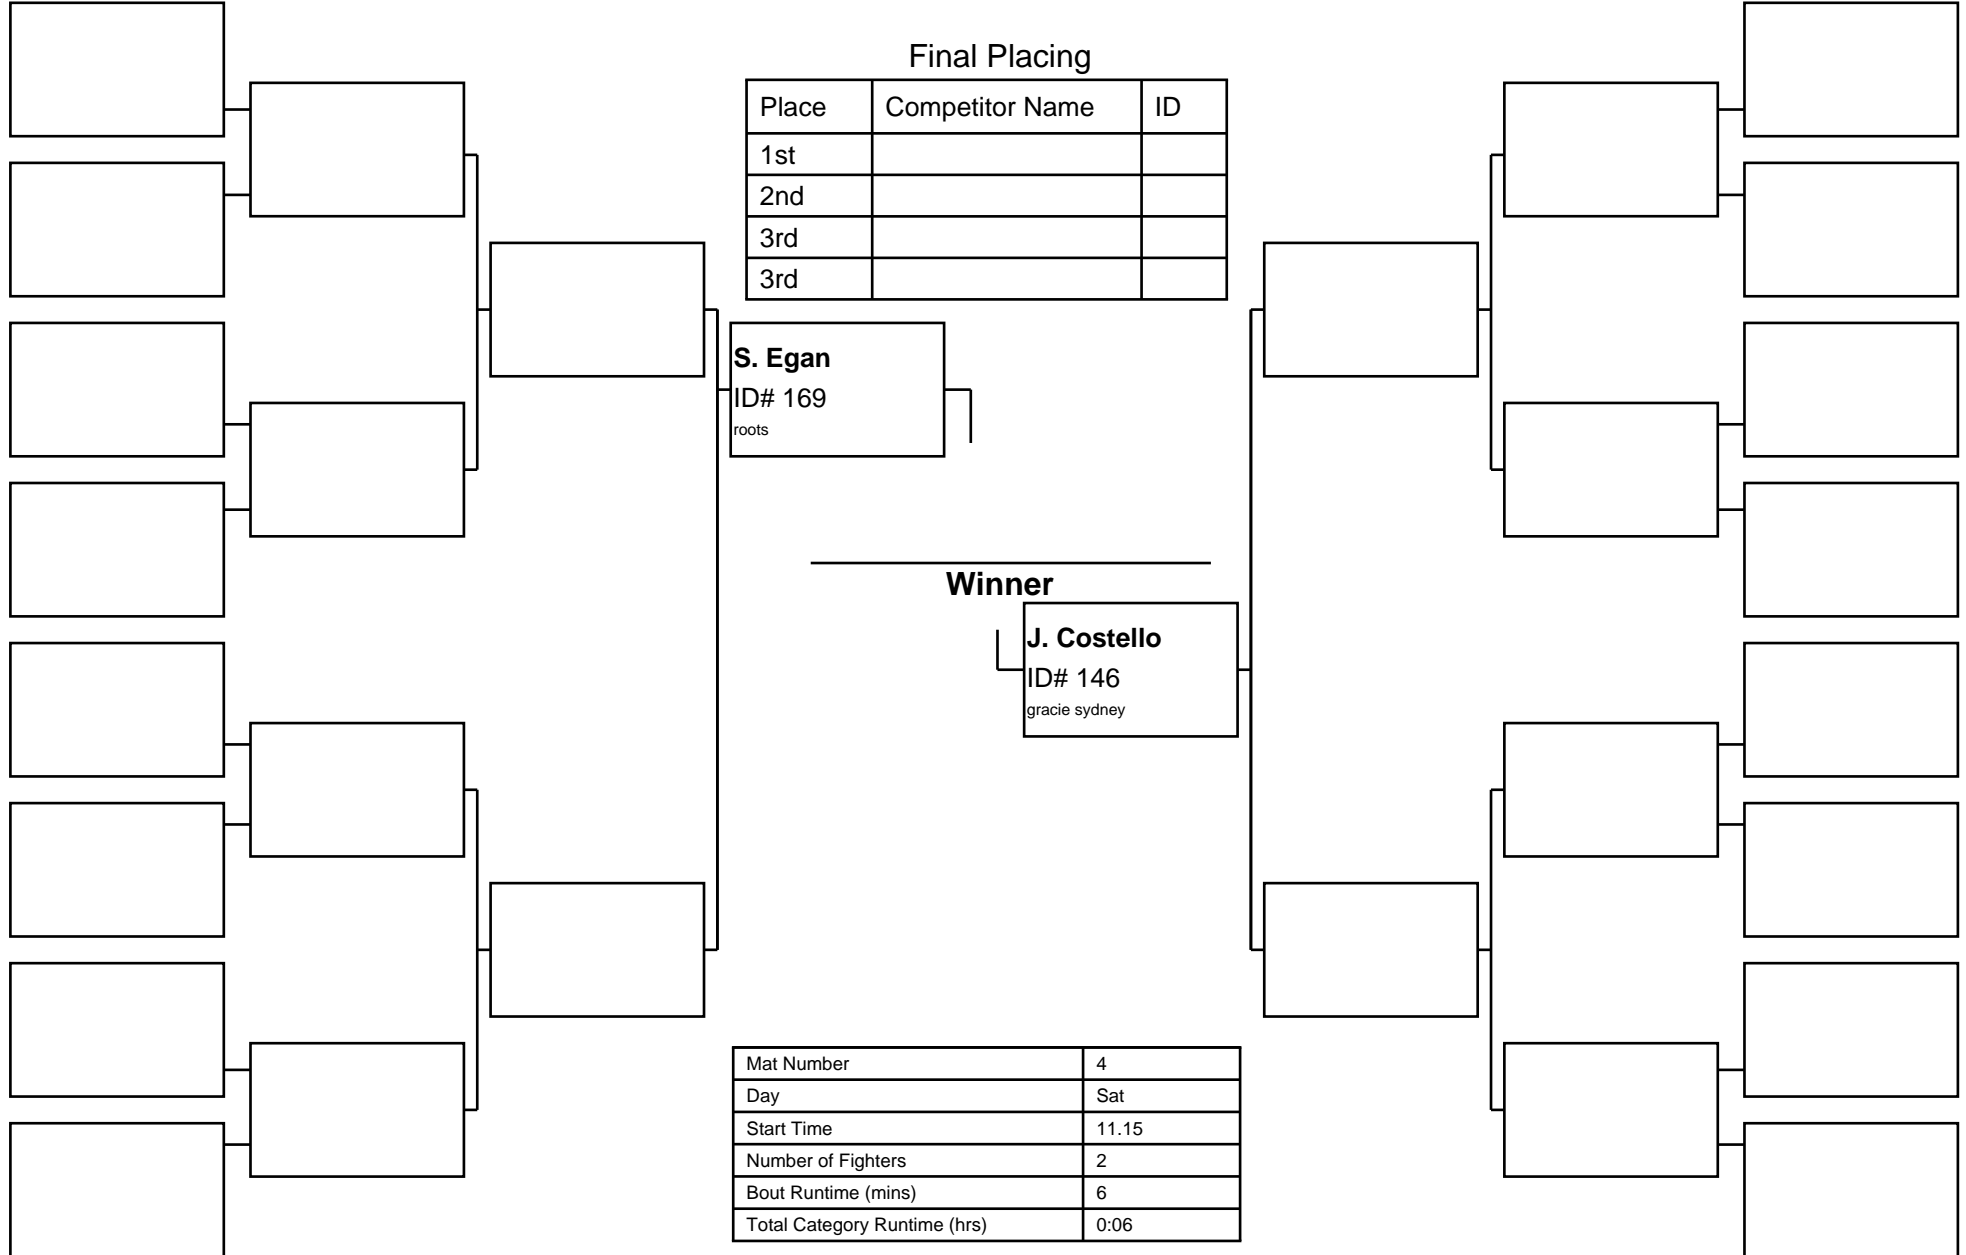 Final Placing
Place Competitor Name ID
1st
2nd
3rd
3rd
S. Egan
ID# 169
roots
Winner
J. Costello
ID# 146
gracie sydney
Mat Number 4
Day Sat
Start Time 11.15
Number of Fighters 2
Bout Runtime (mins) 6
Total Category Runtime (hrs) 0:06